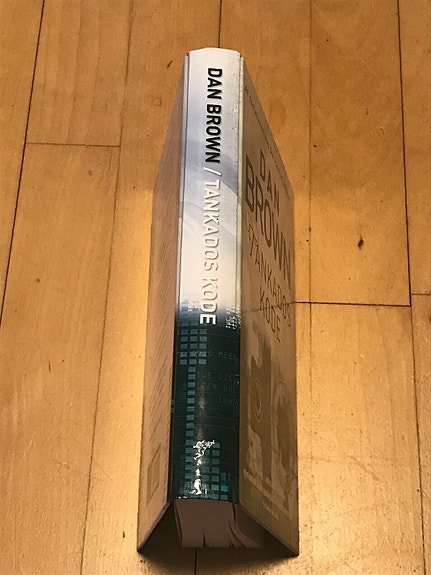 DAN BROWN / TANKADOS KODE
DAN
BROWN
TANKADOS
KODE